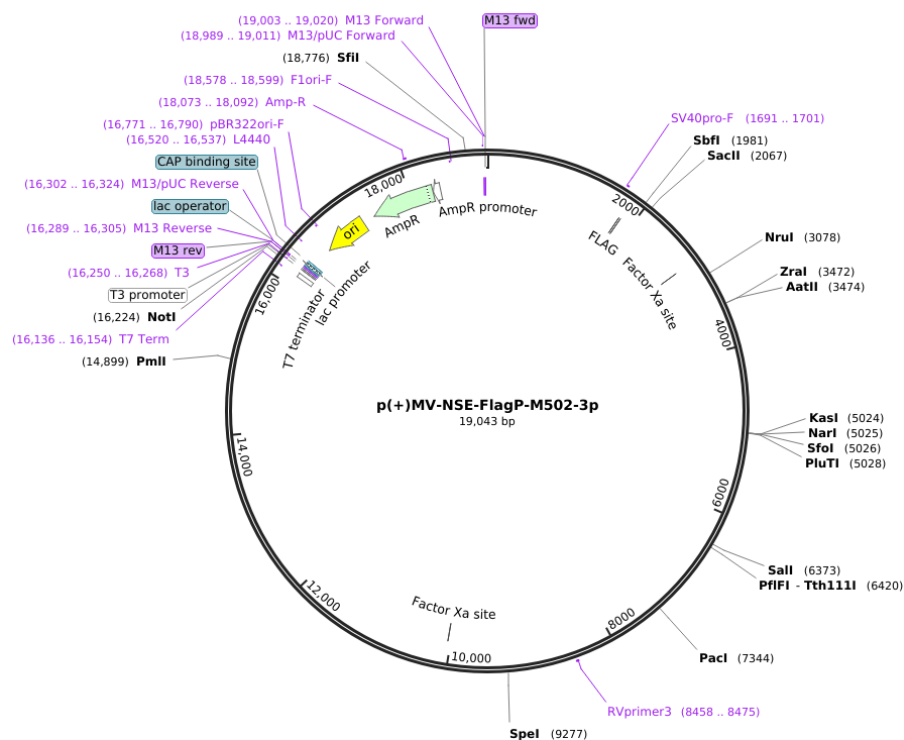 (19,003 .. 19,020) M13 Forward
M13 fwd
(18,989 .. 19,011) M13/pUC Forward
(18,776) SfiI
(18,578 .. 18,599) F1ori-F
(18,073 .. 18,092) Amp-R
(16,771 .. 16,790) pBR322ori-F
(16,520 .. 16,537) L4440
CAP binding site
(16,302 .. 16,324) M13/pUC Reverse
lac operator
(16,289 .. 16,305) M13 Reverse
M13 rev
(16,250 .. 16,268) T3
T3 promoter
(16,224) NotI
(16,136 .. 16,154) T7 Term
(14,899) PmlI
SV40pro-F (1691 .. 1701)
SbfI (1981)
SacII (2067)
NruI (3078)
ZraI (3472)
AatII (3474)
KasI (5024)
NarI (5025)
SfoI (5026)
PluTI (5028)
SalI (6373)
PflFI - Tth111I (6420)
PacI (7344)
RVprimer3 (8458 .. 8475)
SpeI (9277)
18,000
2000
16,000
4000
14,000
6000
12,000
8000
10,000
ori
AmpR
AmpR promoter
FLAG
Factor Xa site
T7 terminator
lac promoter
Factor Xa site
p(+)MV-NSE-FlagP-M502-3p
19,043 bp